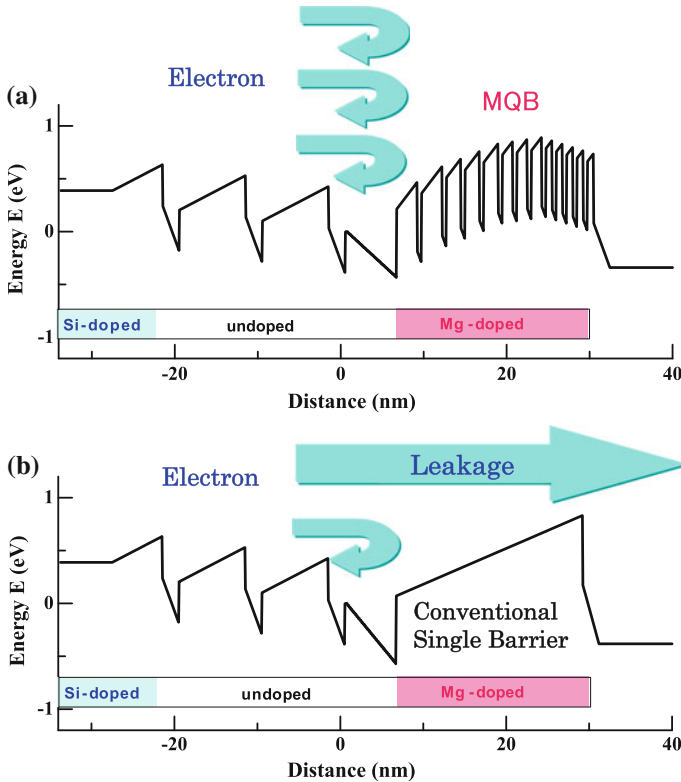 (a)
Electron
MQB
Energy E (eV)
1
0
-1
Si-doped
undoped
Mg-doped
-20
0
20
40
Distance (nm)
(b)
Electron
Leakage
Energy E (eV)
1
0
-1
Conventional
Single Barrier
Si-doped
undoped
Mg-doped
-20
0
20
40
Distance (nm)